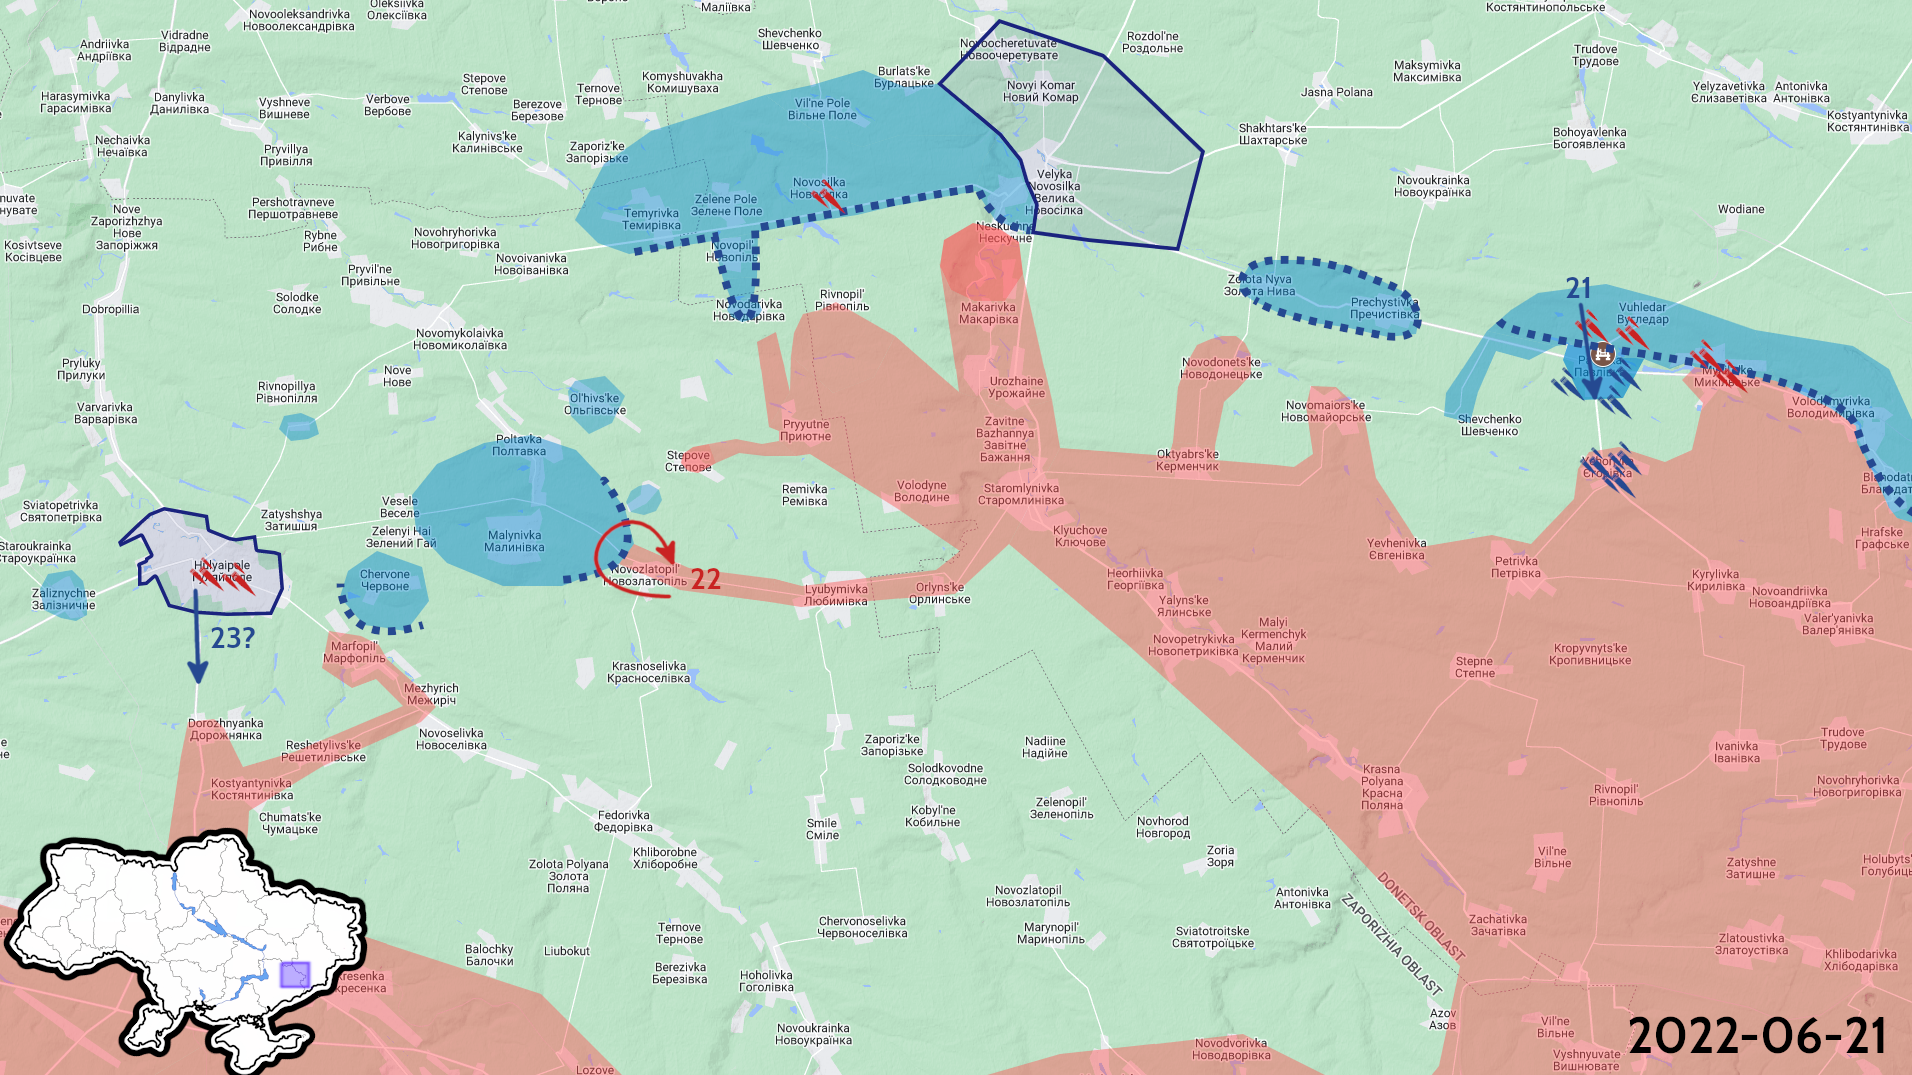 Novooleksandrivka
Новоолександрівка
Oleksiivka
Олексіївка
Маліївка
Костянтинопольське
Vidradne
Відрадне
Andriivka
Андріївка
Shevchenko
Шевченко
Novoocheretuvate
Новоочеретувате
Rozdol'ne
Роздольне
Trudove
Трудове
Maksymivka
Максимівка
Burlats'ke
Бурлацьке
Komyshuvakha
Комишуваха
Stepove
Степове
Ternove
Тернове
Novyi Komar
Новий Комар
Jasna Polana
Yelyzavetivka
Єлизаветівка
Antonivka
Антонівка
Harasymivka
Гарасимівка
Danylivka
Данилівка
Vyshneve
Вишневе
Verbove
Вербове
Berezove
Березове
Vil'ne Pole
Вільне Поле
Kostyantynivka
Костянтинівка
Shakhtars'ke
Шахтарське
Bohoyavlenka
Богоявленка
Nechaivka
Нечаївка
Pryvillya
Привілля
Kalynivs'ke
Калинівське
Zaporiz'ke
Запорізьке
Velyka
Novosilka
Велика
Новосілка
Novosilka
Novoukrainka
Новоукраїнка
Pershotravneve
Першотравневе
Zelene Pole
Зелене Поле
Temyrivka
Темирівка
Wodiane
Nove
Zaporizhzhya
Нове
Запоріжжя
Kosivtseve
Косівцеве
Rybne
Рибне
Novohryhorivka
Новогригорівка
Neskuchne
Нескучне
Novopil'
Новопіль
Novoivanivka
Новоіванівка
Pryvil'ne
Привільне
Zolota Nyva
Золота Нива
Prechystivka
Пречистівка
21
Vuhledar
Вугледар
Dobropillia
Solodke
Солодке
Novodarivka
Новодарівка
Rivnopil'
Рівнопіль
Makarivka
Макарівка
Novomykolaivka
Новомиколаївка
Pryluky
Прилуки
Nove
Нове
Rivnopillya
Рівнопілля
Ol'hivs'ke
Ольгівське
Urozhaine
Урожайне
Novodonets'ke
Новодонецьке
Микільське
Varvarivka
Варварівка
Pryyutne
Приютне
Zavitne
Bazhannya
Завітне
Бажання
Novomaiors'ke
Новомайорське
Shevchenko
Шевченко
Volodymyrivka
Володимирівка
Poltavka
Полтавка
Stepove
Степове
Oktyabrs'ke
Керменчик
Yehorivka
Єгорівка
Volodyne
Володине
Staromlynivka
Старомлинівка
Remivka
Ремівка
Sviatopetrivka
Святопетрівка
Vesele
Веселе
Zatyshshya
Затишшя
Zelenyi Hai
Зелений Гай
Malynivka
Малинівка
Klyuchove
Ключове
Yevhenivka
Євгенівка
Hrafske
Графське
Staroukrainka
Староукраїнка
Huliaipole
Chervone
Червоне
Novozlatopil'
Новозлатопіль
22
Lyubymivka
Любимівка
Orlyns'ke
Орлинське
Heorhiivka
Георгіївка
Petrivka
Петрівка
Kyrylivka
Кирилівка
Zaliznychne
Залізничне
Novoandriivka
Новоандріївка
Yalyns'ke
Ялинське
Valer'yanivka
Валер'янівка
23?
Marfopil'
Марфопіль
Novopetrykivka
Новопетриківка
Malyi
Kermenchyk
Малий
Керменчик
Kropyvnyts'ke
Кропивницьке
Krasnoselivka
Красноселівка
Stepne
Степне
Mezhyrich
Межиріч
Dorozhnyanka
Дорожнянка
Reshetylivs'ke
Решетилівське
Novoselivka
Новоселівка
Zaporiz'ke
Запорізьке
Nadiine
Надійне
Ivanivka
Іванівка
Trudove
Трудове
Solodkovodne
Солодководне
Kostyantynivka
Костянтинівка
Krasna
Polyana
Красна
Поляна
Rivnopil'
Рівнопіль
Novohryhorivka
Новогригорівка
Chumats'ke
Чумацьке
Fedorivka
Федорівка
Smile
Сміле
Kobyl'ne
Кобильне
Zelenopil'
Зеленопіль
Novhorod
Новгород
Khliborobne
Хліборобне
Zolota Polyana
Золота
Поляна
Zoria
Зоря
Vil'ne
Вільне
Zatyshne
Затишне
Novozlatopil
Новозлатопіль
Antonivka
Антонівка
DONETSK OBLAST
ZAPORIZHIA OBLAST
Zachativka
Зачатівка
Chervonoselivka
Червоноселівка
Marynopil'
Маринопіль
Sviatotroitske
Святотроїцьке
Zlatoustivka
Златоустівка
Khlibodarivka
Хлібодарівка
Ternove
Тернове
Balochky
Балочки
Liubokut
Berezivka
Березівка
Hoholivka
Гоголівка
Azov
Азов
Novoukrainka
Новоукраїнка
Novodvorivka
Новодворівка
Vil'ne
Вільне
Vyshnyuvate
Вишнювате
Lozove
2022-06-21